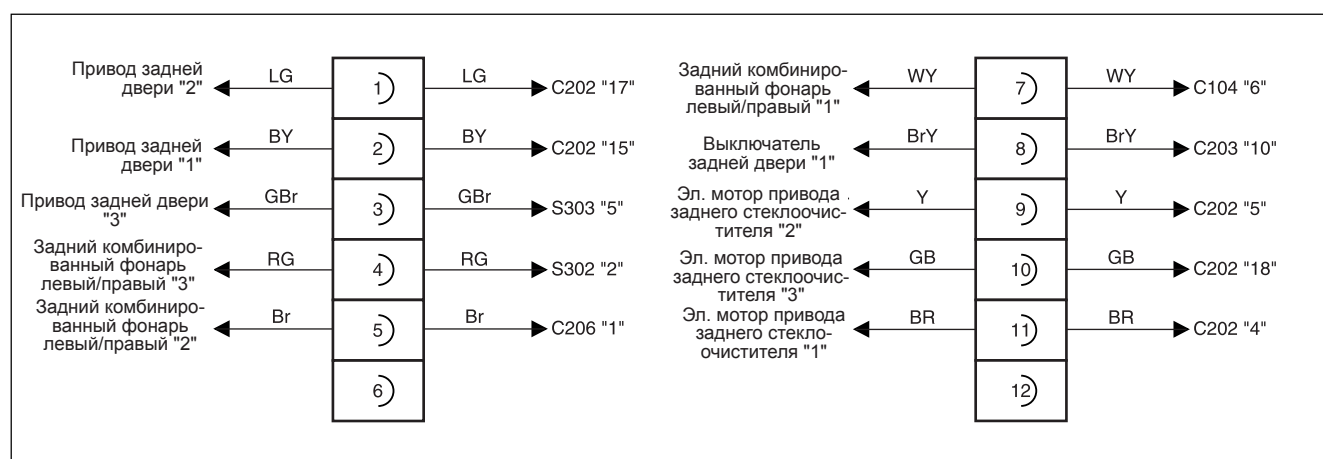 Привод задней
двери "2"
LG
1
LG
C202 "17"
Привод задней
двери "1"
BY
2
BY
C202 "15"
Привод задней двери
"3"
GBr
3
GBr
S303 "5"
Задний комбиниро-
ванный фонарь
левый/правый "3"
RG
4
RG
S302 "2"
Задний комбиниро-
ванный фонарь
левый/правый "2"
Br
5
Br
C206 "1"
6
Задний комбиниро-
ванный фонарь
левый/правый "1"
WY
7
WY
C104 "6"
Выключатель
задней двери "1"
BrY
8
BrY
C203 "10"
Эл. мотор привода
заднего стеклоочис-
тителя "2"
Y
9
Y
C202 "5"
Эл. мотор привода
заднего стеклоочис-
тителя "3"
GB
10
GB
C202 "18"
Эл. мотор привода
заднего стекло-
очистителя "1"
BR
11
BR
C202 "4"
12